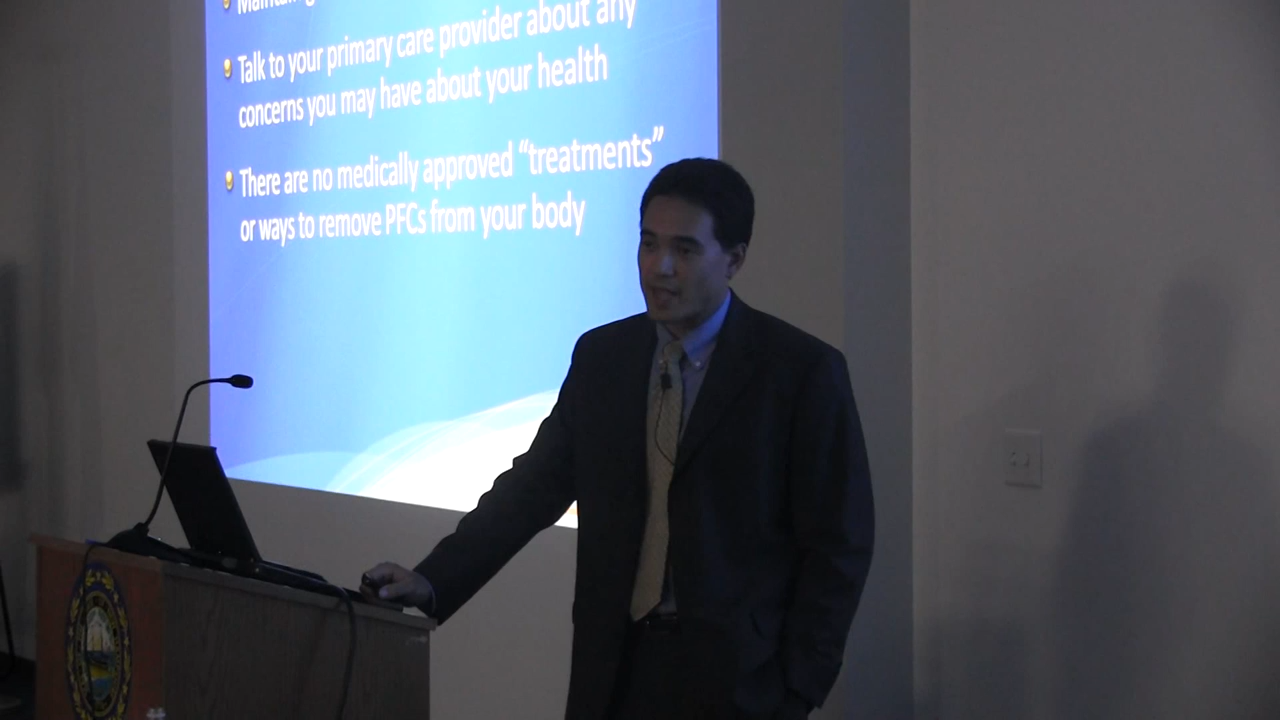 Talk to your primary care provider about any
concerns you may have about your health
There are no medically approved “treatments”
or ways to remove PFCs from your body